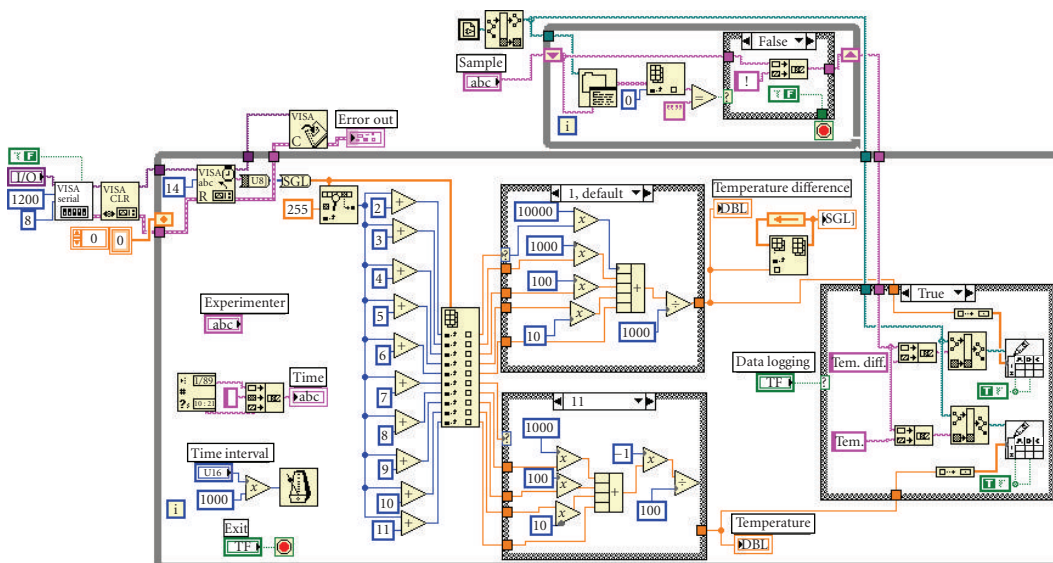 False
Sample
abc
!
F
0
""
=
i
VISA
C
Error out
F
I/O
1200
8
VISA
serial
VISA
CLR
14
VISA
abc
R
U8
SGL
255
0
0
2
+
3
+
4
+
5
+
6
+
7
+
8
+
9
+
10
+
11
+
1, default
10000
x
1000
x
100
x
10
x
+
1000
÷
Temperature difference
DBL
SGL
Experimenter
abc
Time
abc
1/89
#
Time interval
U16
1000
x
i
Exit
TF
11
1000
x
100
x
10
x
+
−1
x
100
÷
Temperature
DBL
Data logging
TF
True
Tem. diff.
T F
Tem.
T F